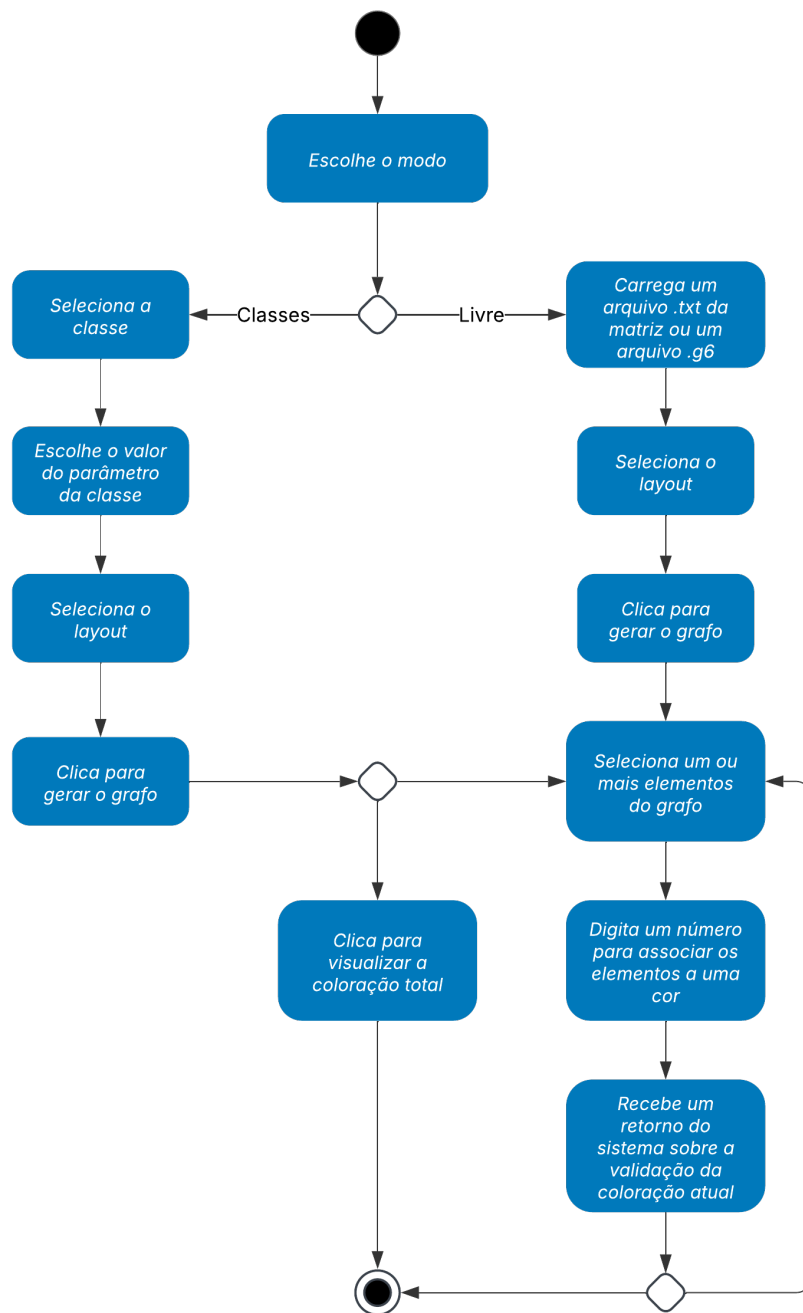 Escolhe o modo
Seleciona a
classe
Classes
Livre
Carrega um
arquivo .txt da
matriz ou um
arquivo .g6
Escolhe o valor
do parâmetro
da classe
Seleciona o
layout
Seleciona o
layout
Clica para
gerar o grafo
Clica para
gerar o grafo
Seleciona um ou
mais elementos
do grafo
Clica para
visualizar a
coloração total
Digita um número
para associar os
elementos a uma
cor
Recebe um
retorno do
sistema sobre a
validação da
coloração atual